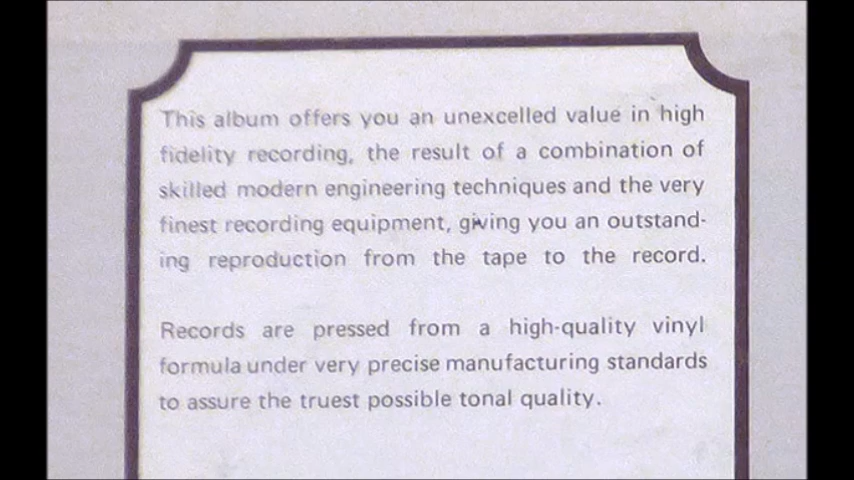 This album offers you an unexcelled value in high
fidelity recording, the result of a combination of
skilled modern engineering techniques and the very
finest recording equipment, giving you an outstand-
ing reproduction from the tape to the record.
Records are pressed from a high-quality vinyl
formula under very precise manufacturing standards
to assure the truest possible tonal quality.